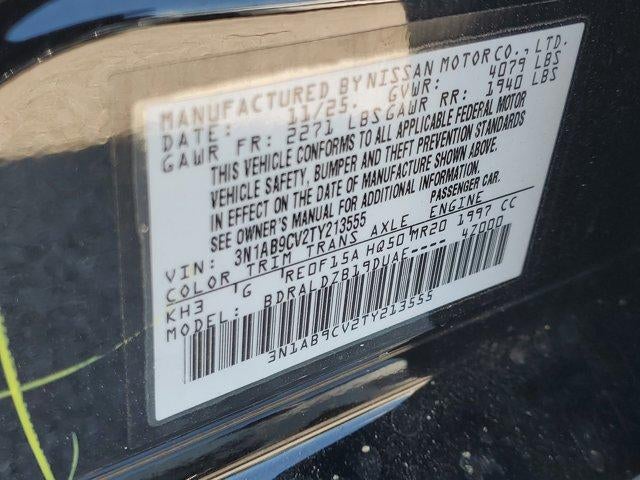 MANUFACTURED BY NISSAN MOTOR CO., LTD.
DATE: 11/25. GVWR: 4079 LBS
GAWR FR: 2271 LBS GAWR RR: 1940 LBS
THIS VEHICLE CONFORMS TO ALL APPLICABLE FEDERAL MOTOR
VEHICLE SAFETY, BUMPER AND THEFT PREVENTION STANDARDS
IN EFFECT ON THE DATE OF MANUFACTURE SHOWN ABOVE.
SEE OWNER'S MANUAL FOR ADDITIONAL INFORMATION.
VIN: 3N1AB9CV2TY213555 PASSENGER CAR.
COLOR TRIM TRANS AXLE ENGINE
KH3 G RE0F15A HQ50 MR20 1997 CC
MODEL: BDRALDZB19DUAE---- 47000
3N1AB9CV2TY213555